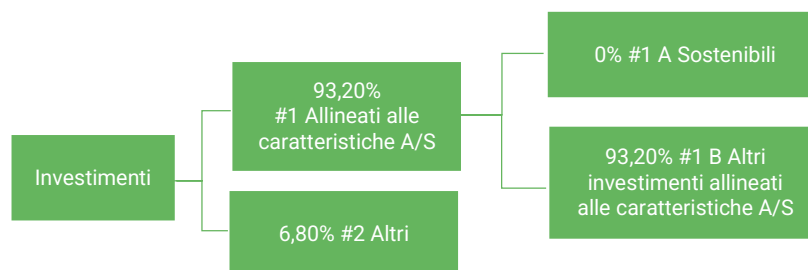 Investimenti
93,20%
#1 Allineati alle
caratteristiche A/S
6,80% #2 Altri
0% #1 A Sostenibili
93,20% #1 B Altri
investimenti allineati
alle caratteristiche A/S